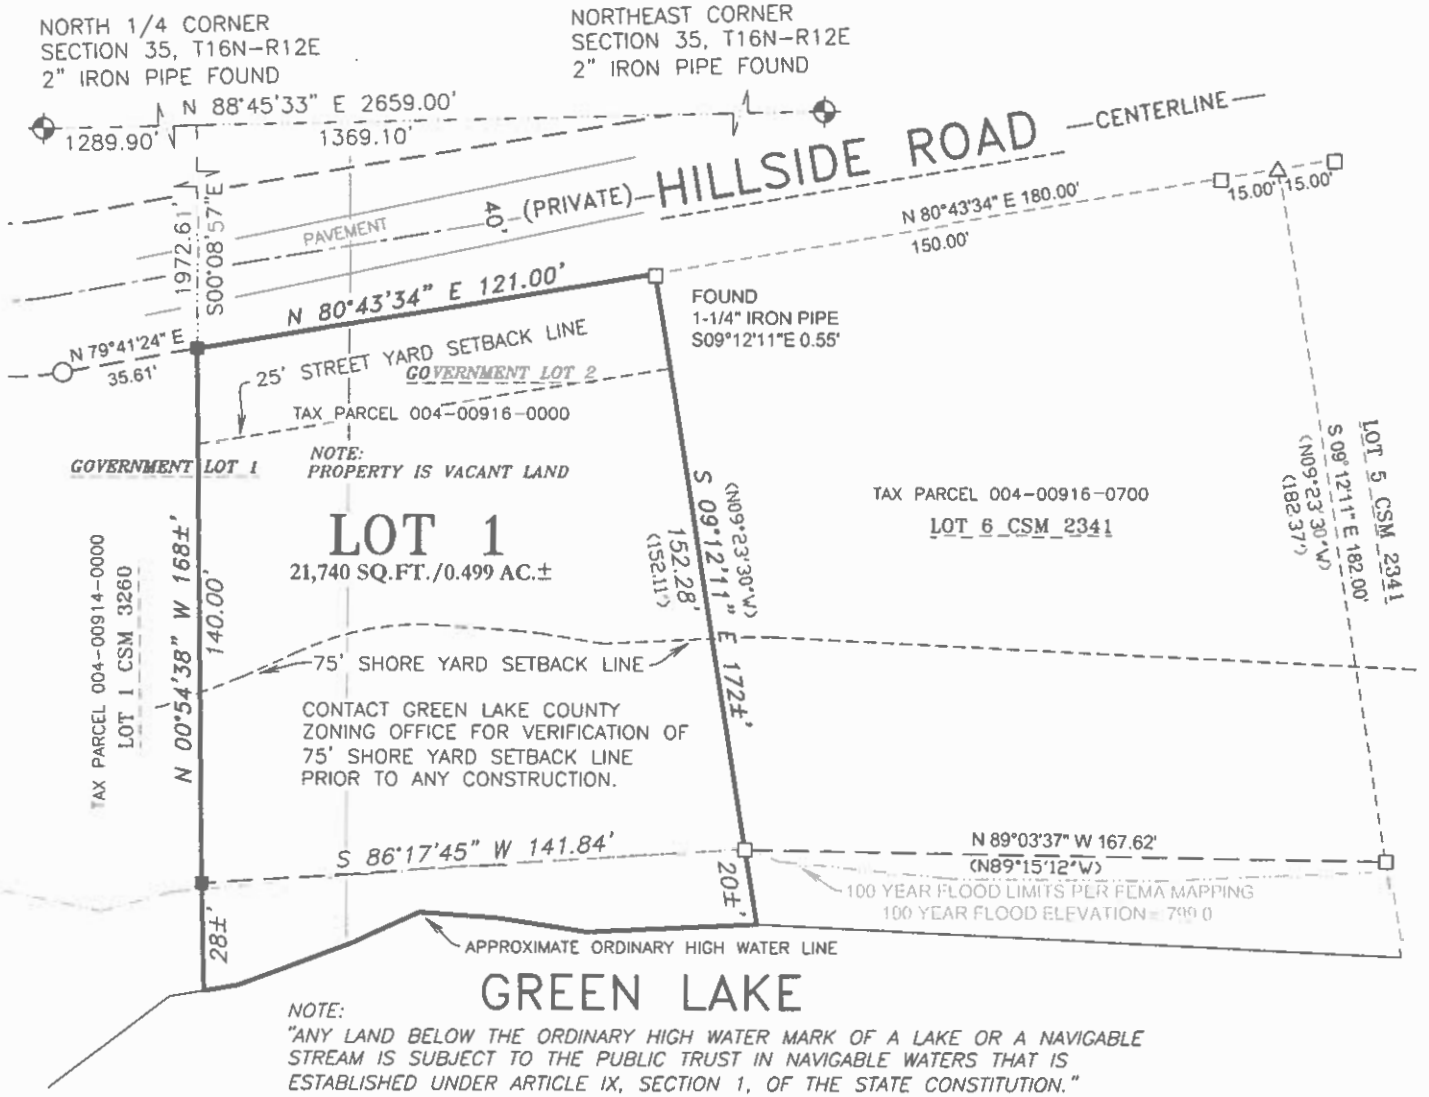 NORTH 1/4 CORNER
SECTION 35, T16N-R12E
2" IRON PIPE FOUND
NORTHEAST CORNER
SECTION 35, T16N-R12E
2" IRON PIPE FOUND
N 88°45'33" E 2659.00'
1289.90'
1369.10'
HILLSIDE ROAD
CENTERLINE
(PRIVATE)
40'
PAVEMENT
1972.61'
S00°08'57"E
N 80°43'34" E 180.00'
150.00'
15.00'
15.00'
N 80°43'34" E 121.00'
FOUND
1-1/4" IRON PIPE
S09°12'11"E 0.55'
N 79°41'24" E
35.61'
25' STREET YARD SETBACK LINE
GOVERNMENT LOT 2
TAX PARCEL 004-00916-0000
GOVERNMENT LOT 1
NOTE:
PROPERTY IS VACANT LAND
LOT 1
21,740 SQ.FT./0.499 AC.±
TAX PARCEL 004-00914-0000
LOT 1 CSM 3260
N 00°54'38" W 168±'
140.00'
S 09°12'11" E 172±'
(N09°23'30"W)
152.28'
(152.11')
TAX PARCEL 004-00916-0700
LOT 6 CSM 2341
LOT 5 CSM 2341
S 09°12'11" E 182.00'
(N09°23'30"W)
(182.37')
75' SHORE YARD SETBACK LINE
CONTACT GREEN LAKE COUNTY
ZONING OFFICE FOR VERIFICATION OF
75' SHORE YARD SETBACK LINE
PRIOR TO ANY CONSTRUCTION.
S 86°17'45" W 141.84'
N 89°03'37" W 167.62'
(N89°15'12"W)
100 YEAR FLOOD LIMITS PER FEMA MAPPING
100 YEAR FLOOD ELEVATION = 799.0
20±'
28±'
APPROXIMATE ORDINARY HIGH WATER LINE
GREEN LAKE
NOTE:
"ANY LAND BELOW THE ORDINARY HIGH WATER MARK OF A LAKE OR A NAVIGABLE
STREAM IS SUBJECT TO THE PUBLIC TRUST IN NAVIGABLE WATERS THAT IS
ESTABLISHED UNDER ARTICLE IX, SECTION 1, OF THE STATE CONSTITUTION."